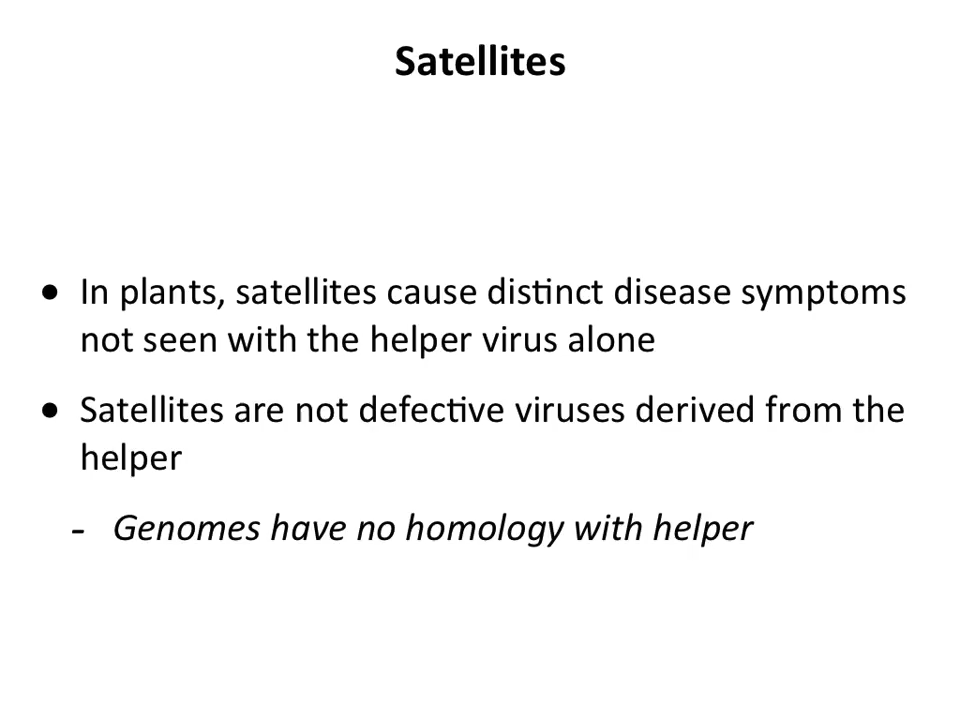 Satellites
• In plants, satellites cause distinct disease symptoms
not seen with the helper virus alone
• Satellites are not defective viruses derived from the
helper
- Genomes have no homology with helper